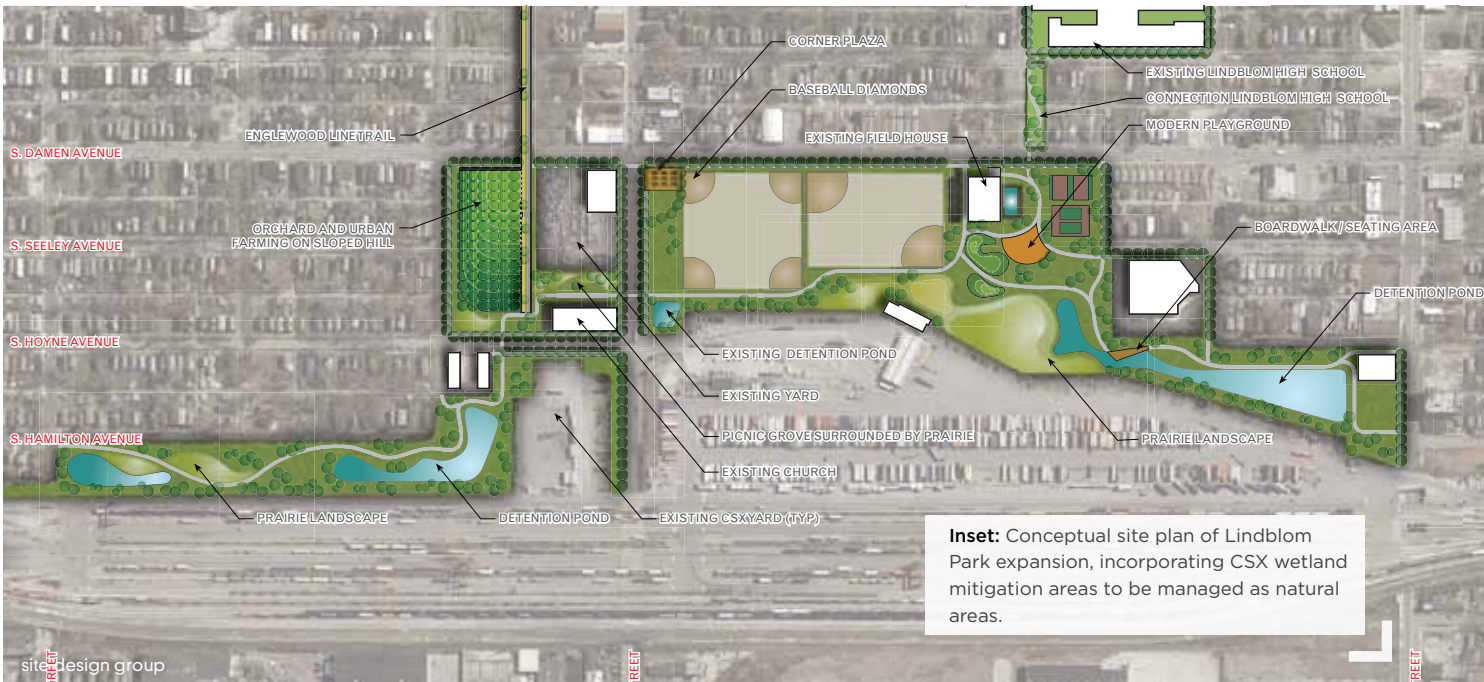 CORNER PLAZA
EXISTING LINDBLOM HIGH SCHOOL
BASEBALL DIAMONDS
CONNECTION LINDBLOM HIGH SCHOOL
MODERN PLAYGROUND
ENGLEWOOD LINETRAIL
EXISTING FIELD HOUSE
S. DAMEN AVENUE
ORCHARD AND URBAN
FARMING ON SLOPED HILL
BOARDWALK / SEATING AREA
S. SEELEY AVENUE
DETENTION POND
S. HOYNE AVENUE
EXISTING DETENTION POND
EXISTING YARD
S. HAMILTON AVENUE
PICNIC GROVE SURROUNDED BY PRAIRIE
PRAIRIE LANDSCAPE
EXISTING CHURCH
PRAIRIE LANDSCAPE
DETENTION POND
EXISTING CSXYARD (TYP)
Inset: Conceptual site plan of Lindblom
Park expansion, incorporating CSX wetland
mitigation areas to be managed as natural
areas.
site design group
REET
REET
REET